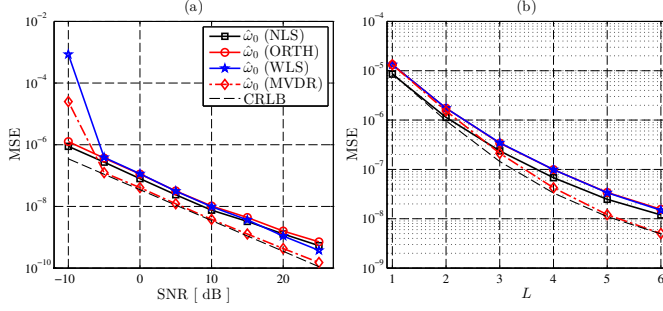 (a)
10^−2
10^−4
10^−6
10^−8
10^−10
MSE
−10
0
10
20
SNR [ dB ]
ω̂₀ (NLS)
ω̂₀ (ORTH)
ω̂₀ (WLS)
ω̂₀ (MVDR)
CRLB
(b)
10^−4
10^−5
10^−6
10^−7
10^−8
10^−9
MSE
1
2
3
4
5
6
L